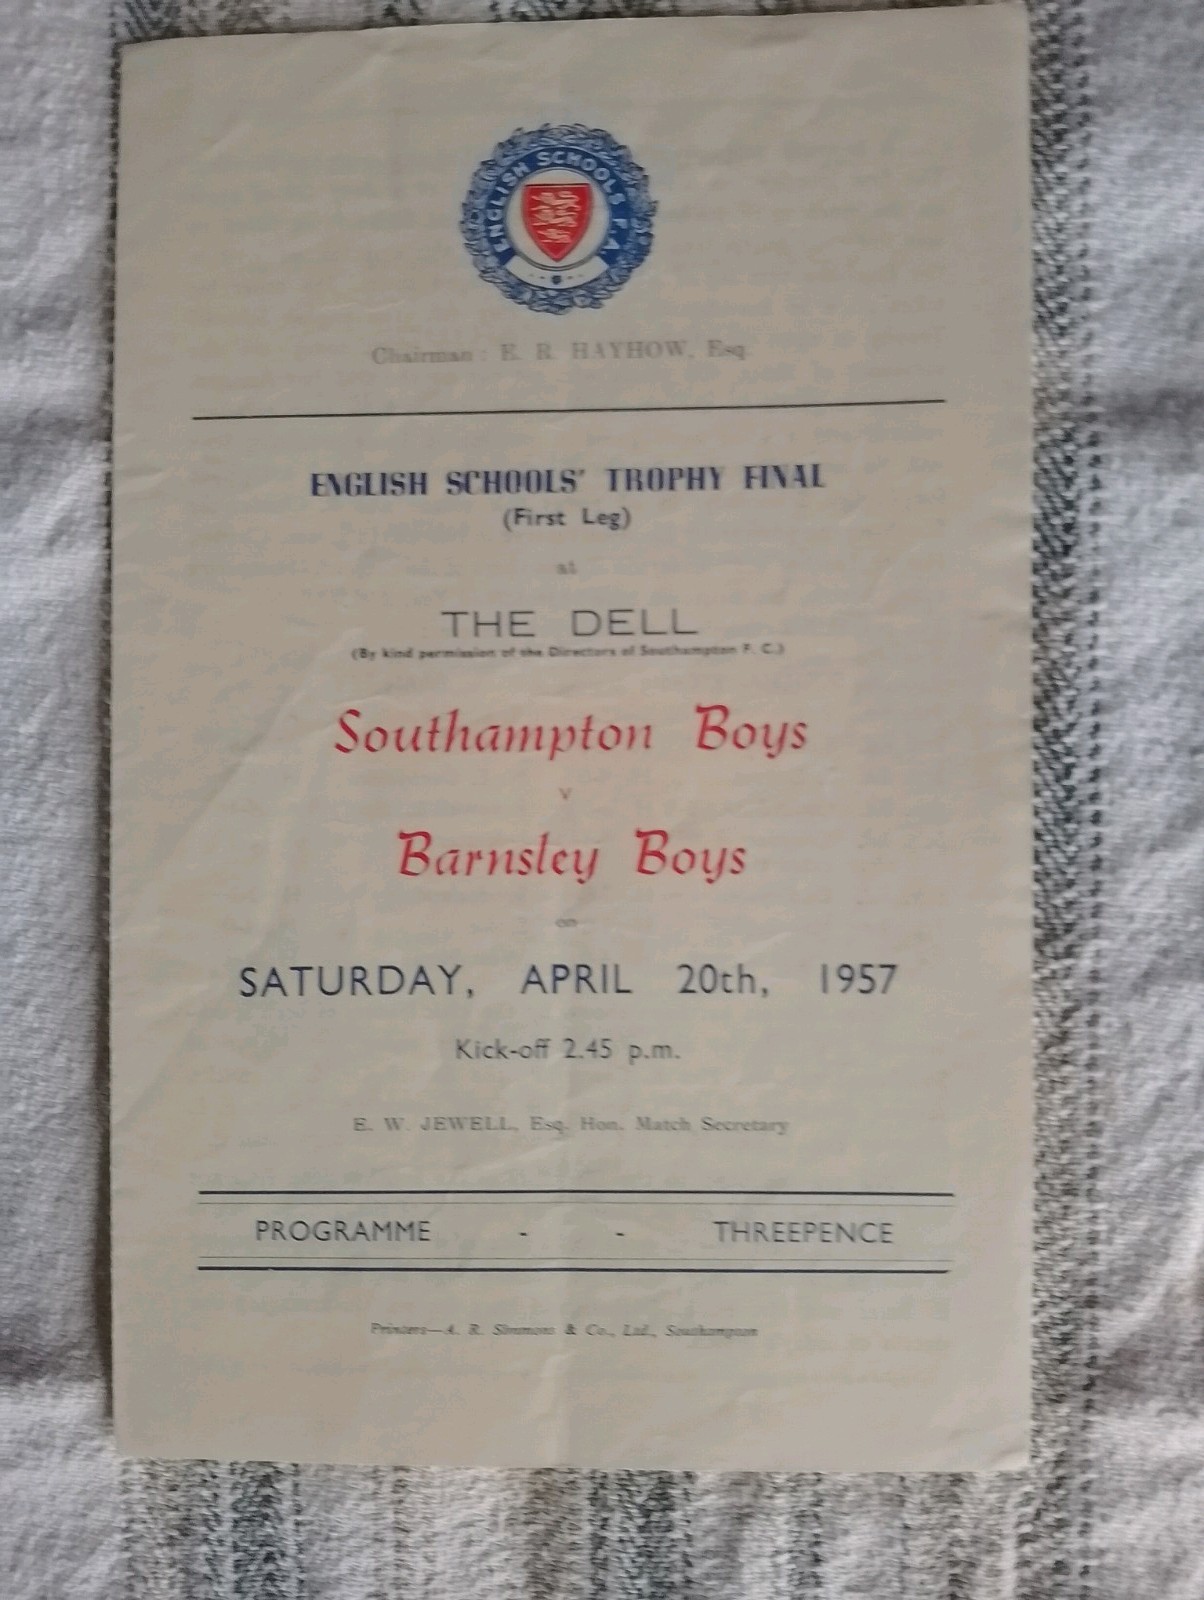 ENGLISH SCHOOLS F.A.
Chairman : E. R. HAYHOW, Esq.
ENGLISH SCHOOLS' TROPHY FINAL
(First Leg)
at
THE DELL
(By kind permission of the Directors of Southampton F. C.)
Southampton Boys
v
Barnsley Boys
on
SATURDAY, APRIL 20th, 1957
Kick-off 2.45 p.m.
E. W. JEWELL, Esq. Hon. Match Secretary
PROGRAMME - - THREEPENCE
Printers—A. R. Simmons & Co., Ltd., Southampton